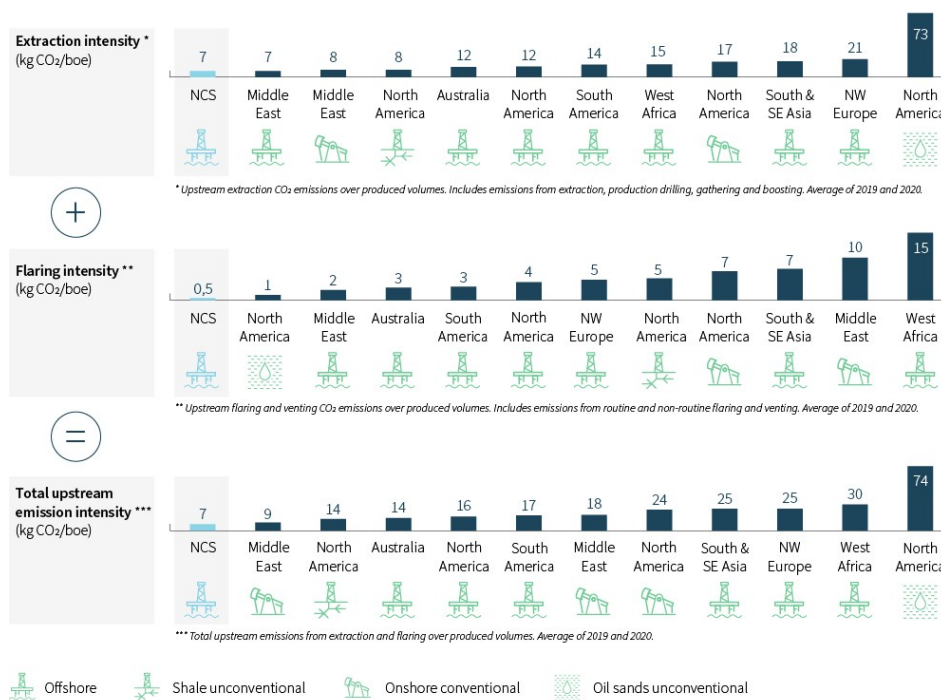 Extraction intensity *
(kg CO₂/boe)
7 7 8 8 12 12 14 15 17 18 21 73
NCS Middle East Middle East North America Australia North America South America West Africa North America South & SE Asia NW Europe North America
* Upstream extraction CO₂ emissions over produced volumes. Includes emissions from extraction, production drilling, gathering and boosting. Average of 2019 and 2020.
+
Flaring intensity **
(kg CO₂/boe)
0,5 1 2 3 3 4 5 5 7 7 10 15
NCS North America Middle East Australia South America North America NW Europe North America North America South & SE Asia Middle East West Africa
** Upstream flaring and venting CO₂ emissions over produced volumes. Includes emissions from routine and non-routine flaring and venting. Average of 2019 and 2020.
=
Total upstream
emission intensity ***
(kg CO₂/boe)
7 9 14 14 16 17 18 24 25 25 30 74
NCS Middle East North America Australia North America South America Middle East North America South & SE Asia NW Europe West Africa North America
*** Total upstream emissions from extraction and flaring over produced volumes. Average of 2019 and 2020.
Offshore Shale unconventional Onshore conventional Oil sands unconventional